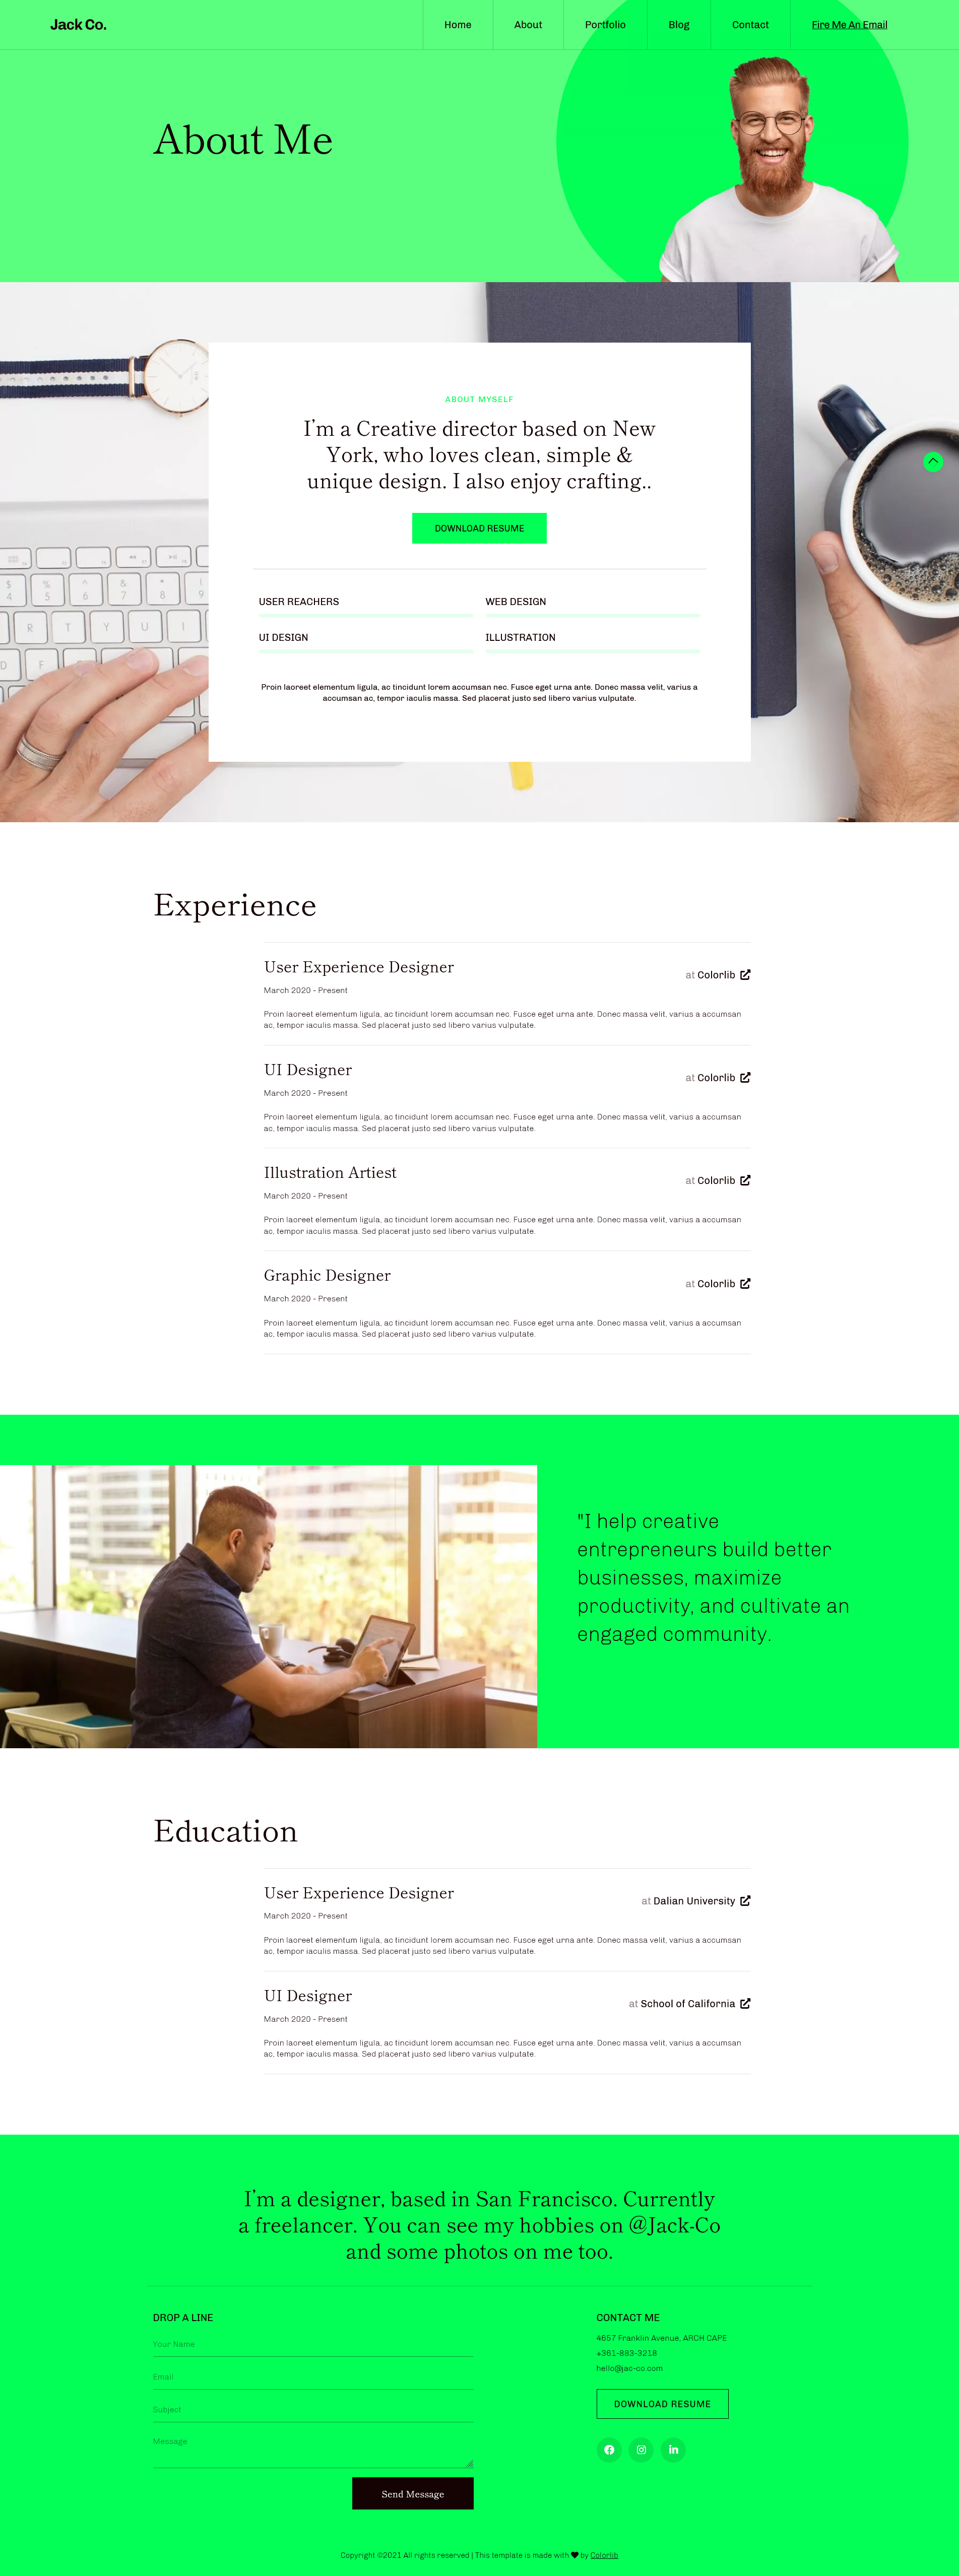 Jack Co.
Home
About
Portfolio
Blog
Contact
Fire Me An Email
About Me
ABOUT MYSELF
I'm a Creative director based on New
York, who loves clean, simple &
unique design. I also enjoy crafting..
DOWNLOAD RESUME
USER REACHERS
WEB DESIGN
UI DESIGN
ILLUSTRATION
Proin laoreet elementum ligula, ac tincidunt lorem accumsan nec. Fusce eget urna ante. Donec massa velit, varius a
accumsan ac, tempor iaculis massa. Sed placerat justo sed libero varius vulputate.
Experience
User Experience Designer
at Colorlib
March 2020 - Present
Proin laoreet elementum ligula, ac tincidunt lorem accumsan nec. Fusce eget urna ante. Donec massa velit, varius a accumsan
ac, tempor iaculis massa. Sed placerat justo sed libero varius vulputate.
UI Designer
at Colorlib
March 2020 - Present
Proin laoreet elementum ligula, ac tincidunt lorem accumsan nec. Fusce eget urna ante. Donec massa velit, varius a accumsan
ac, tempor iaculis massa. Sed placerat justo sed libero varius vulputate.
Illustration Artiest
at Colorlib
March 2020 - Present
Proin laoreet elementum ligula, ac tincidunt lorem accumsan nec. Fusce eget urna ante. Donec massa velit, varius a accumsan
ac, tempor iaculis massa. Sed placerat justo sed libero varius vulputate.
Graphic Designer
at Colorlib
March 2020 - Present
Proin laoreet elementum ligula, ac tincidunt lorem accumsan nec. Fusce eget urna ante. Donec massa velit, varius a accumsan
ac, tempor iaculis massa. Sed placerat justo sed libero varius vulputate.
"I help creative
entrepreneurs build better
businesses, maximize
productivity, and cultivate an
engaged community.
Education
User Experience Designer
at Dalian University
March 2020 - Present
Proin laoreet elementum ligula, ac tincidunt lorem accumsan nec. Fusce eget urna ante. Donec massa velit, varius a accumsan
ac, tempor iaculis massa. Sed placerat justo sed libero varius vulputate.
UI Designer
at School of California
March 2020 - Present
Proin laoreet elementum ligula, ac tincidunt lorem accumsan nec. Fusce eget urna ante. Donec massa velit, varius a accumsan
ac, tempor iaculis massa. Sed placerat justo sed libero varius vulputate.
I'm a designer, based in San Francisco. Currently
a freelancer. You can see my hobbies on @Jack-Co
and some photos on me too.
DROP A LINE
Your Name
Email
Subject
Message
Send Message
CONTACT ME
4657 Franklin Avenue, ARCH CAPE
+361-883-3218
hello@jac-co.com
DOWNLOAD RESUME
Copyright ©2021 All rights reserved | This template is made with ♥ by Colorlib